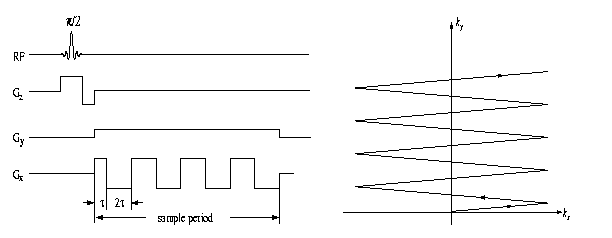 π/2
RF
Gz
Gy
Gx
τ 2τ
sample period
ky
kx